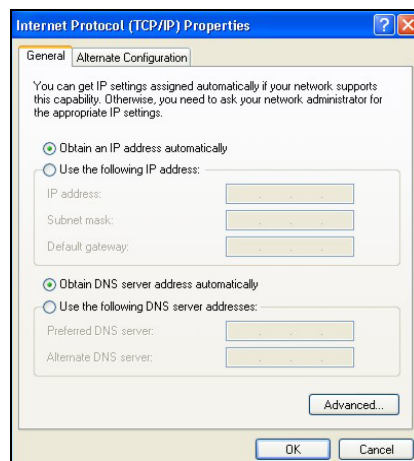 Internet Protocol (TCP/IP) Properties
General
Alternate Configuration
You can get IP settings assigned automatically if your network supports
this capability. Otherwise, you need to ask your network administrator for
the appropriate IP settings.
Obtain an IP address automatically
Use the following IP address:
IP address:
Subnet mask:
Default gateway:
Obtain DNS server address automatically
Use the following DNS server addresses:
Preferred DNS server:
Alternate DNS server:
Advanced...
OK
Cancel